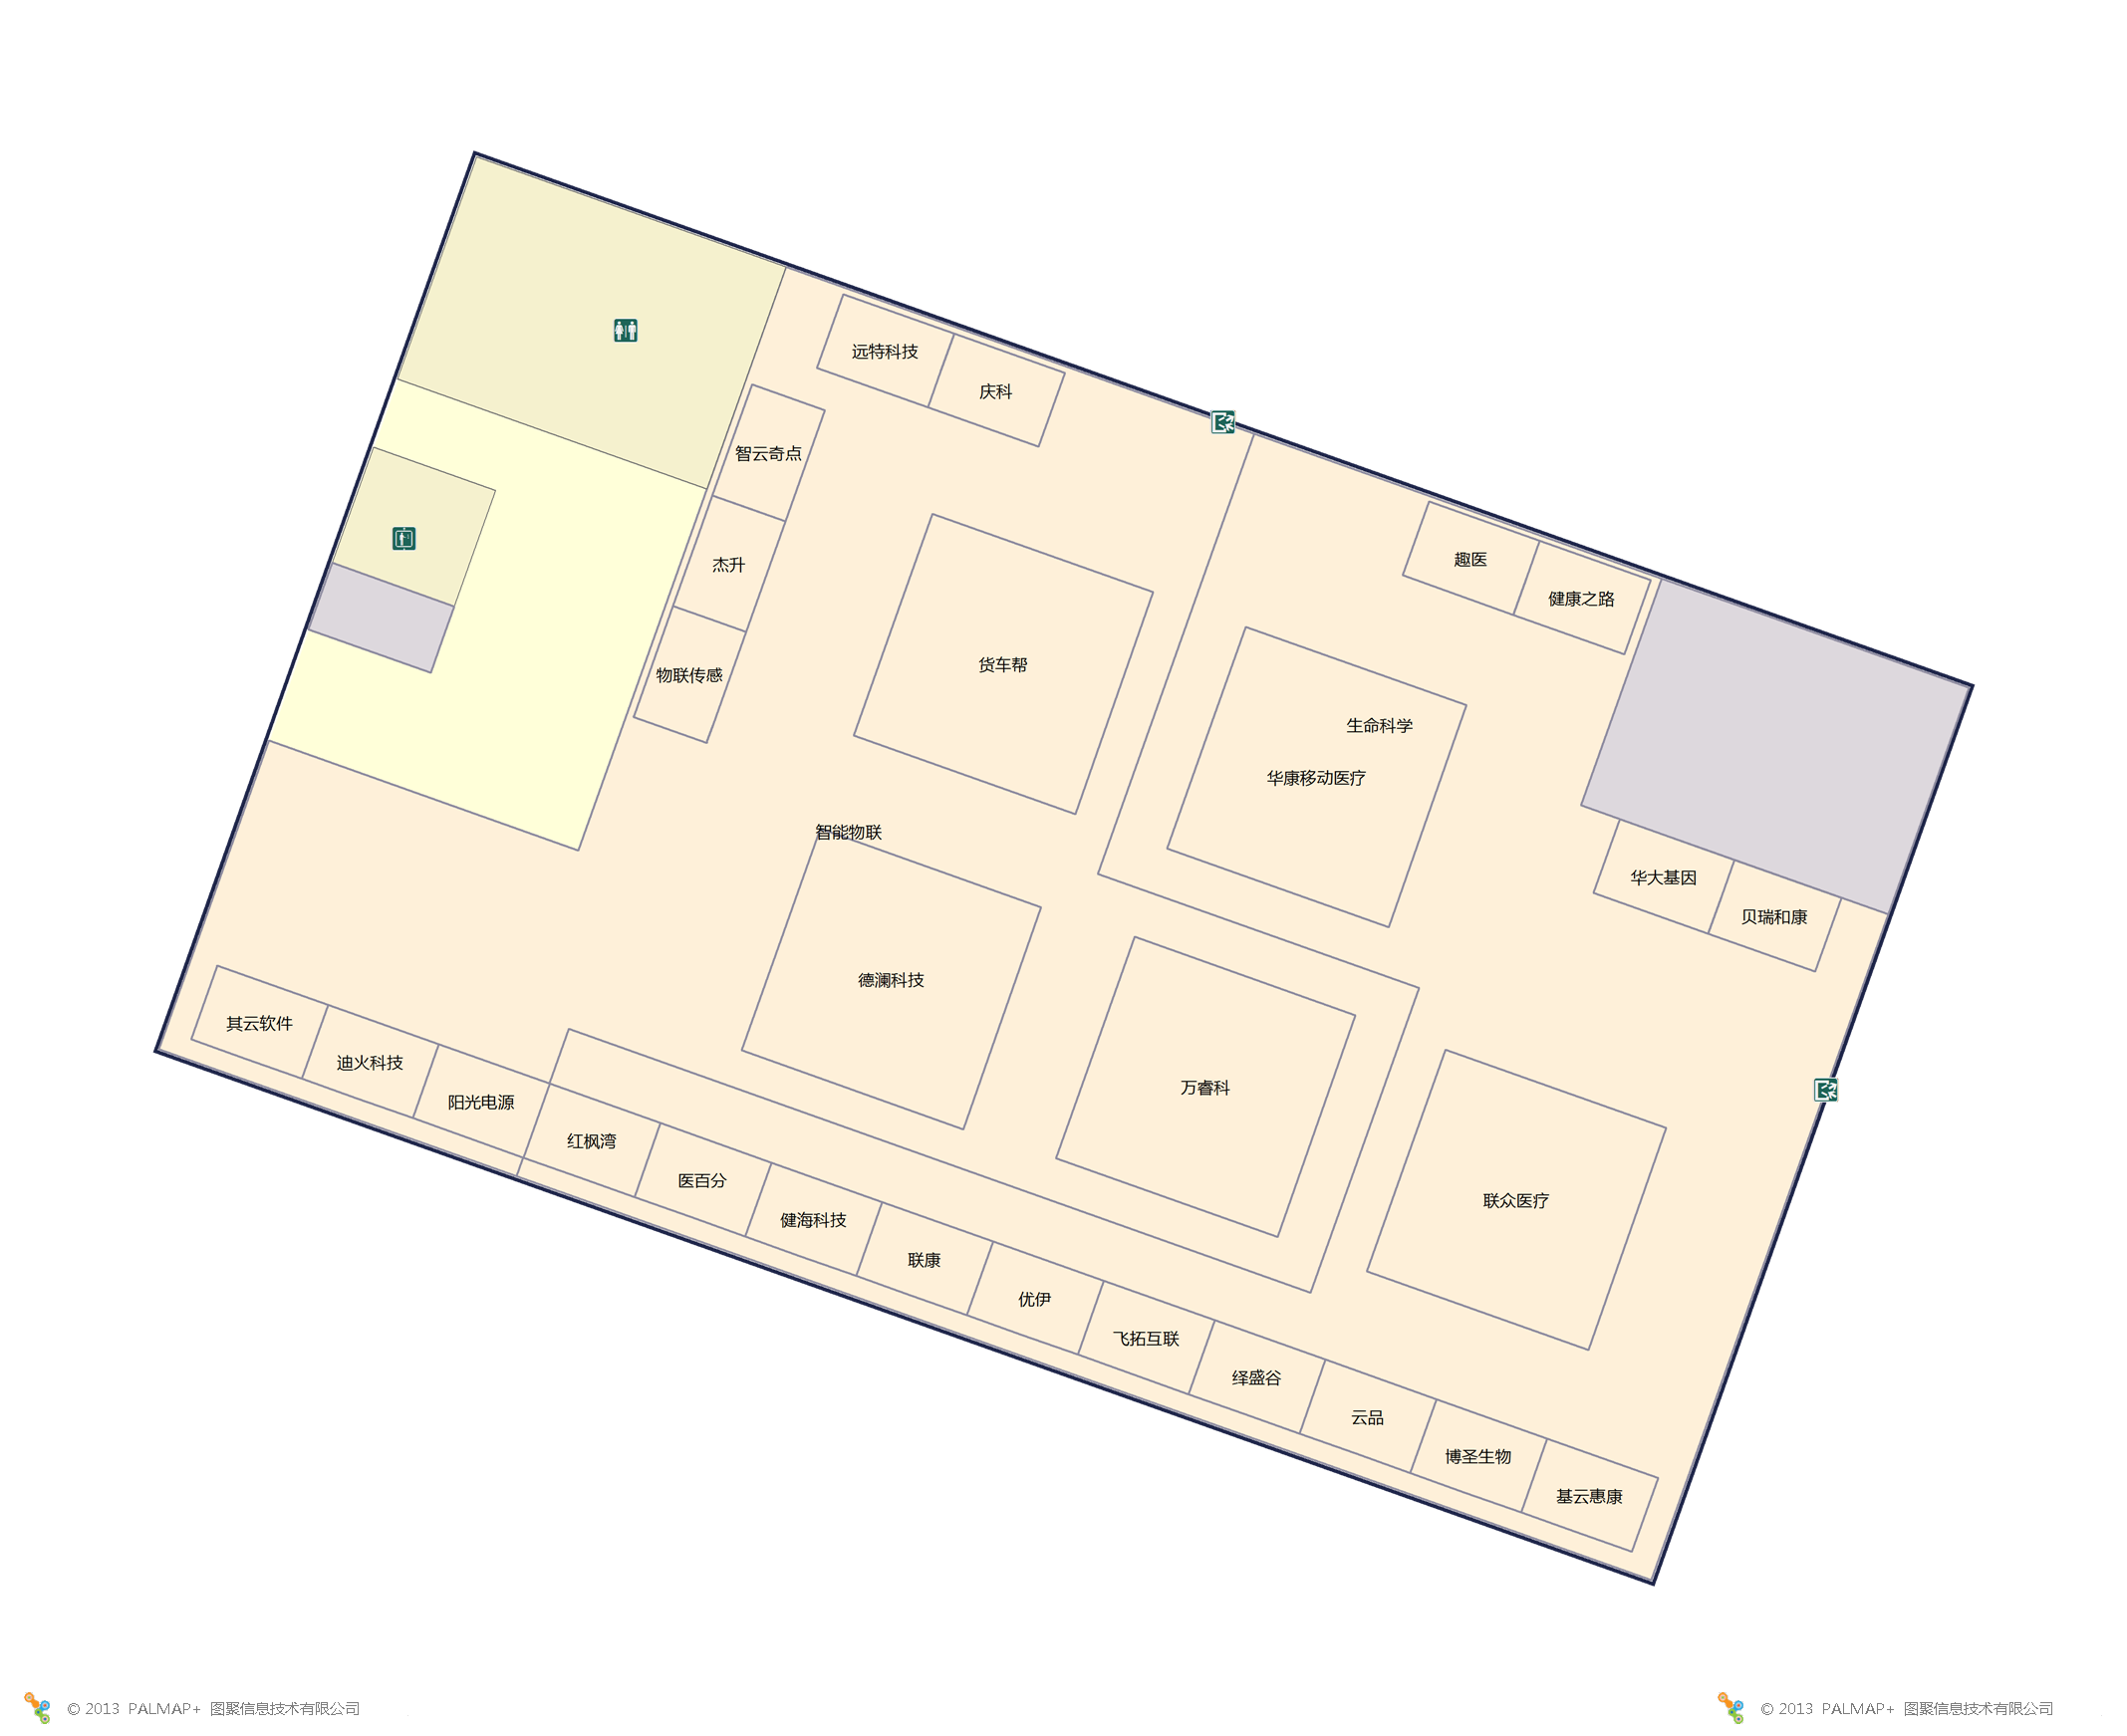 远特科技
庆科
智云奇点
趣医
杰升
健康之路
货车帮
物联传感
生命科学
华康移动医疗
智能物联
华大基因
贝瑞和康
德澜科技
其云软件
迪火科技
万睿科
阳光电源
红枫湾
医百分
联众医疗
健海科技
联康
优伊
飞拓互联
绎盛谷
云品
博圣生物
基云惠康
© 2013 PALMAP+ 图聚信息技术有限公司
© 2013 PALMAP+ 图聚信息技术有限公司